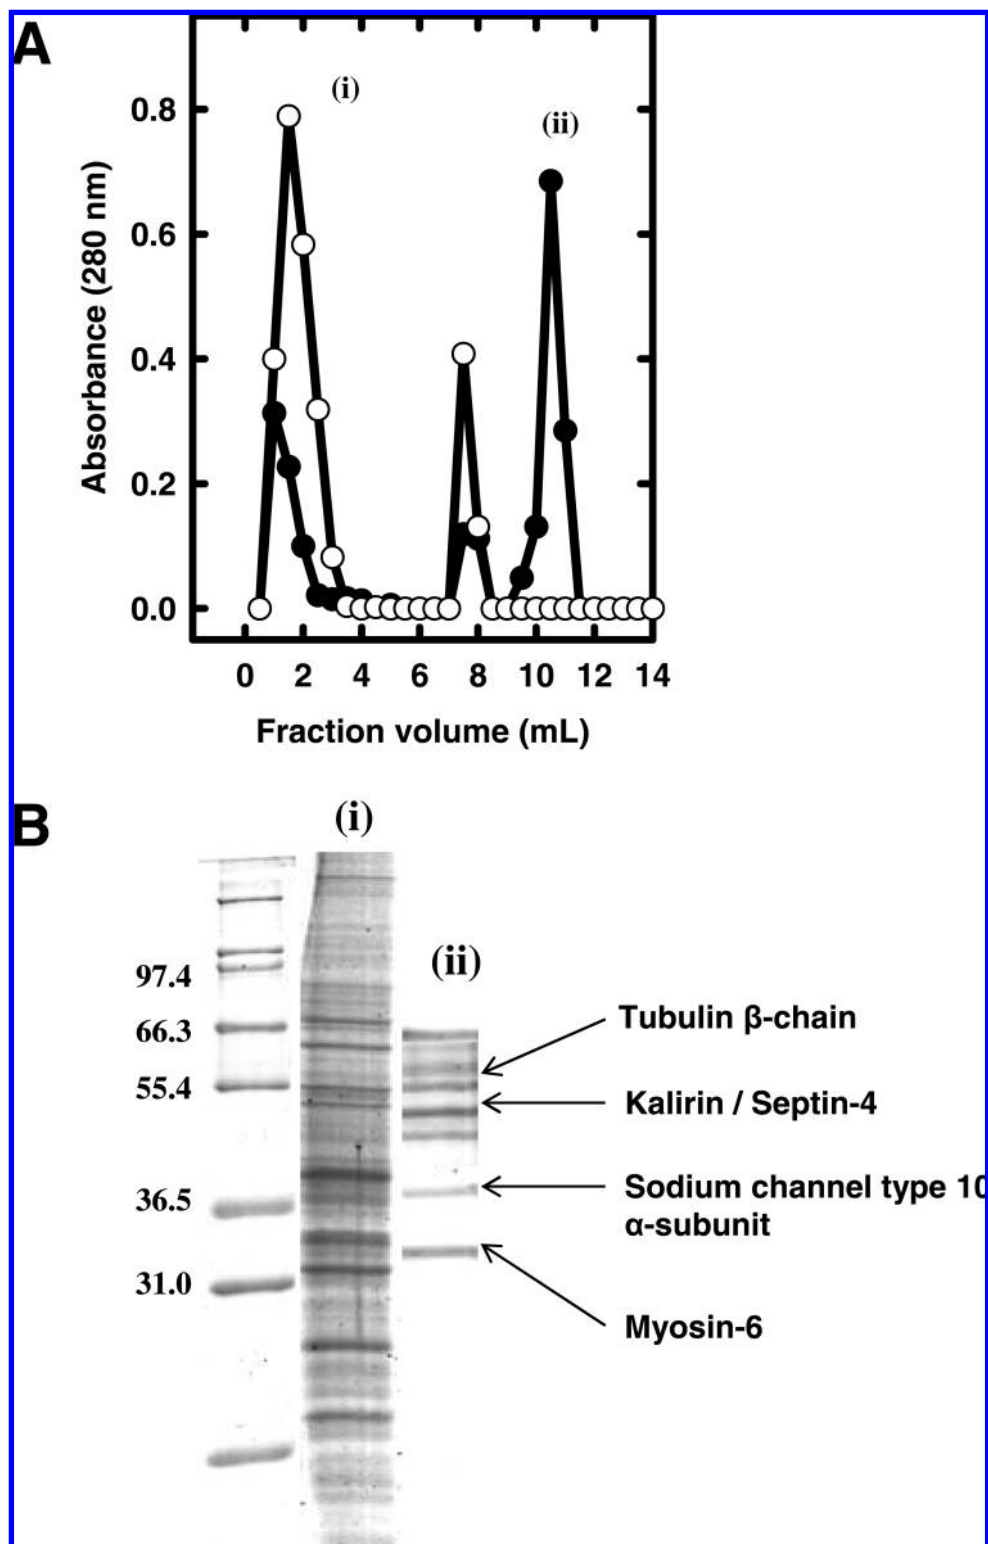 A
(i)
(ii)
0.8
0.6
0.4
0.2
0.0
Absorbance (280 nm)
0 2 4 6 8 10 12 14
Fraction volume (mL)
B
(i)
(ii)
97.4
66.3
55.4
36.5
31.0
Tubulin β-chain
Kalirin / Septin-4
Sodium channel type 10
α-subunit
Myosin-6